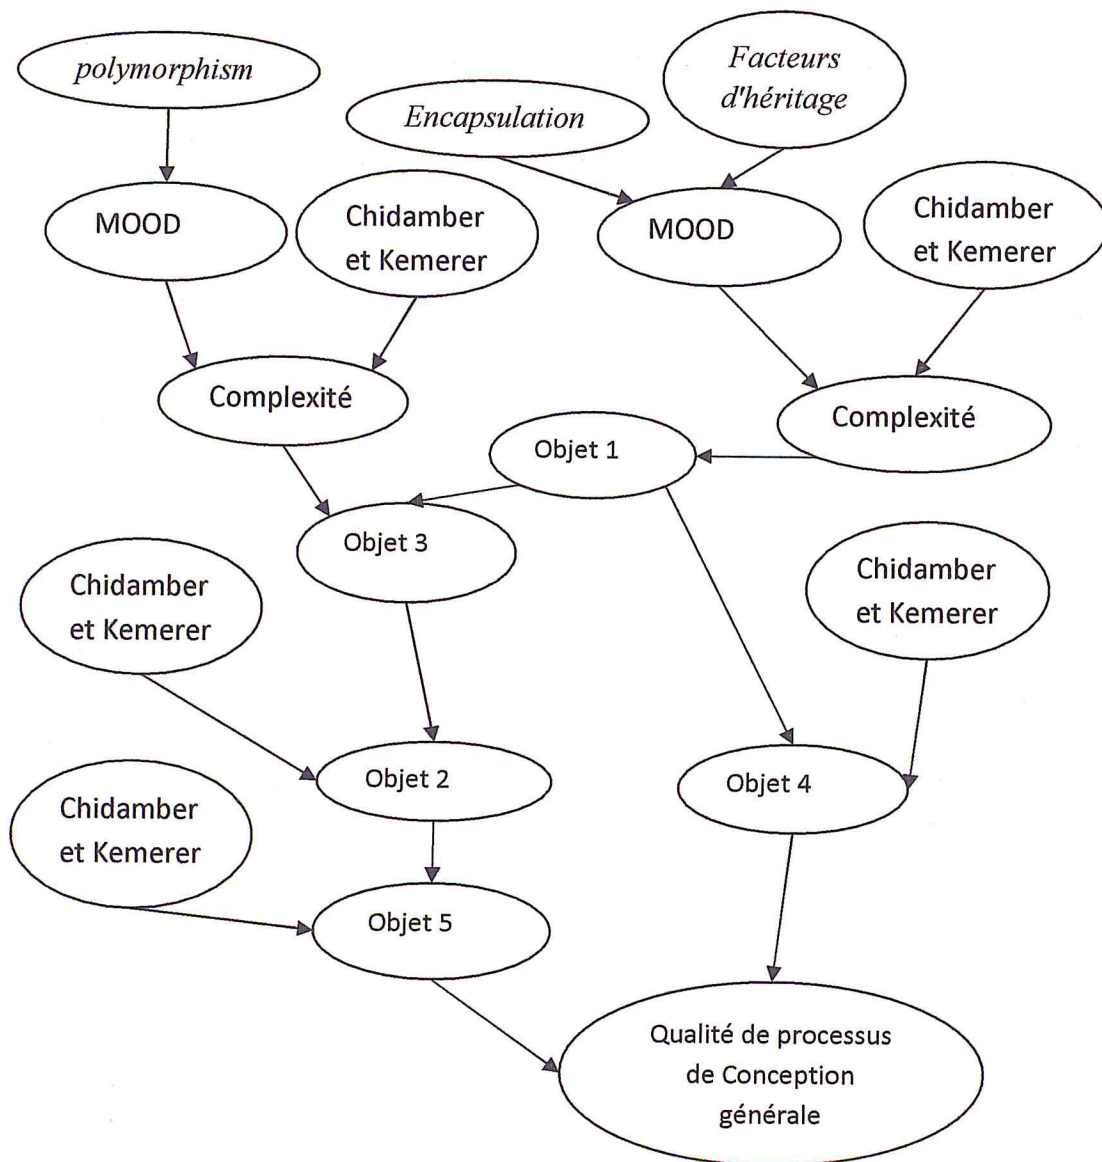 polymorphism
Facteurs
d'héritage
Encapsulation
MOOD
Chidamber
et Kemerer
MOOD
Chidamber
et Kemerer
Complexité
Complexité
Objet 1
Objet 3
Chidamber
et Kemerer
Chidamber
et Kemerer
Objet 2
Objet 4
Chidamber
et Kemerer
Objet 5
Qualité de processus
de Conception
générale